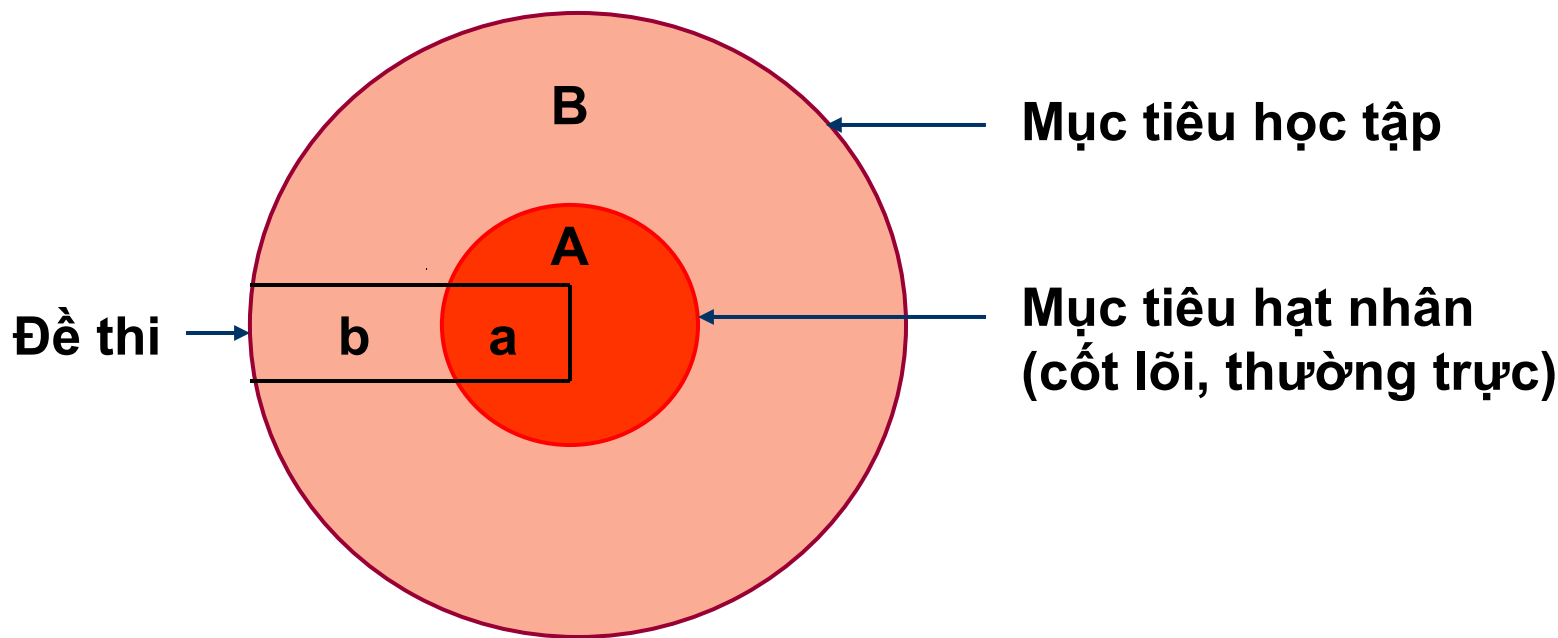 B
Mục tiêu học tập
A
Đề thi
b
a
Mục tiêu hạt nhân
(cốt lõi, thường trực)